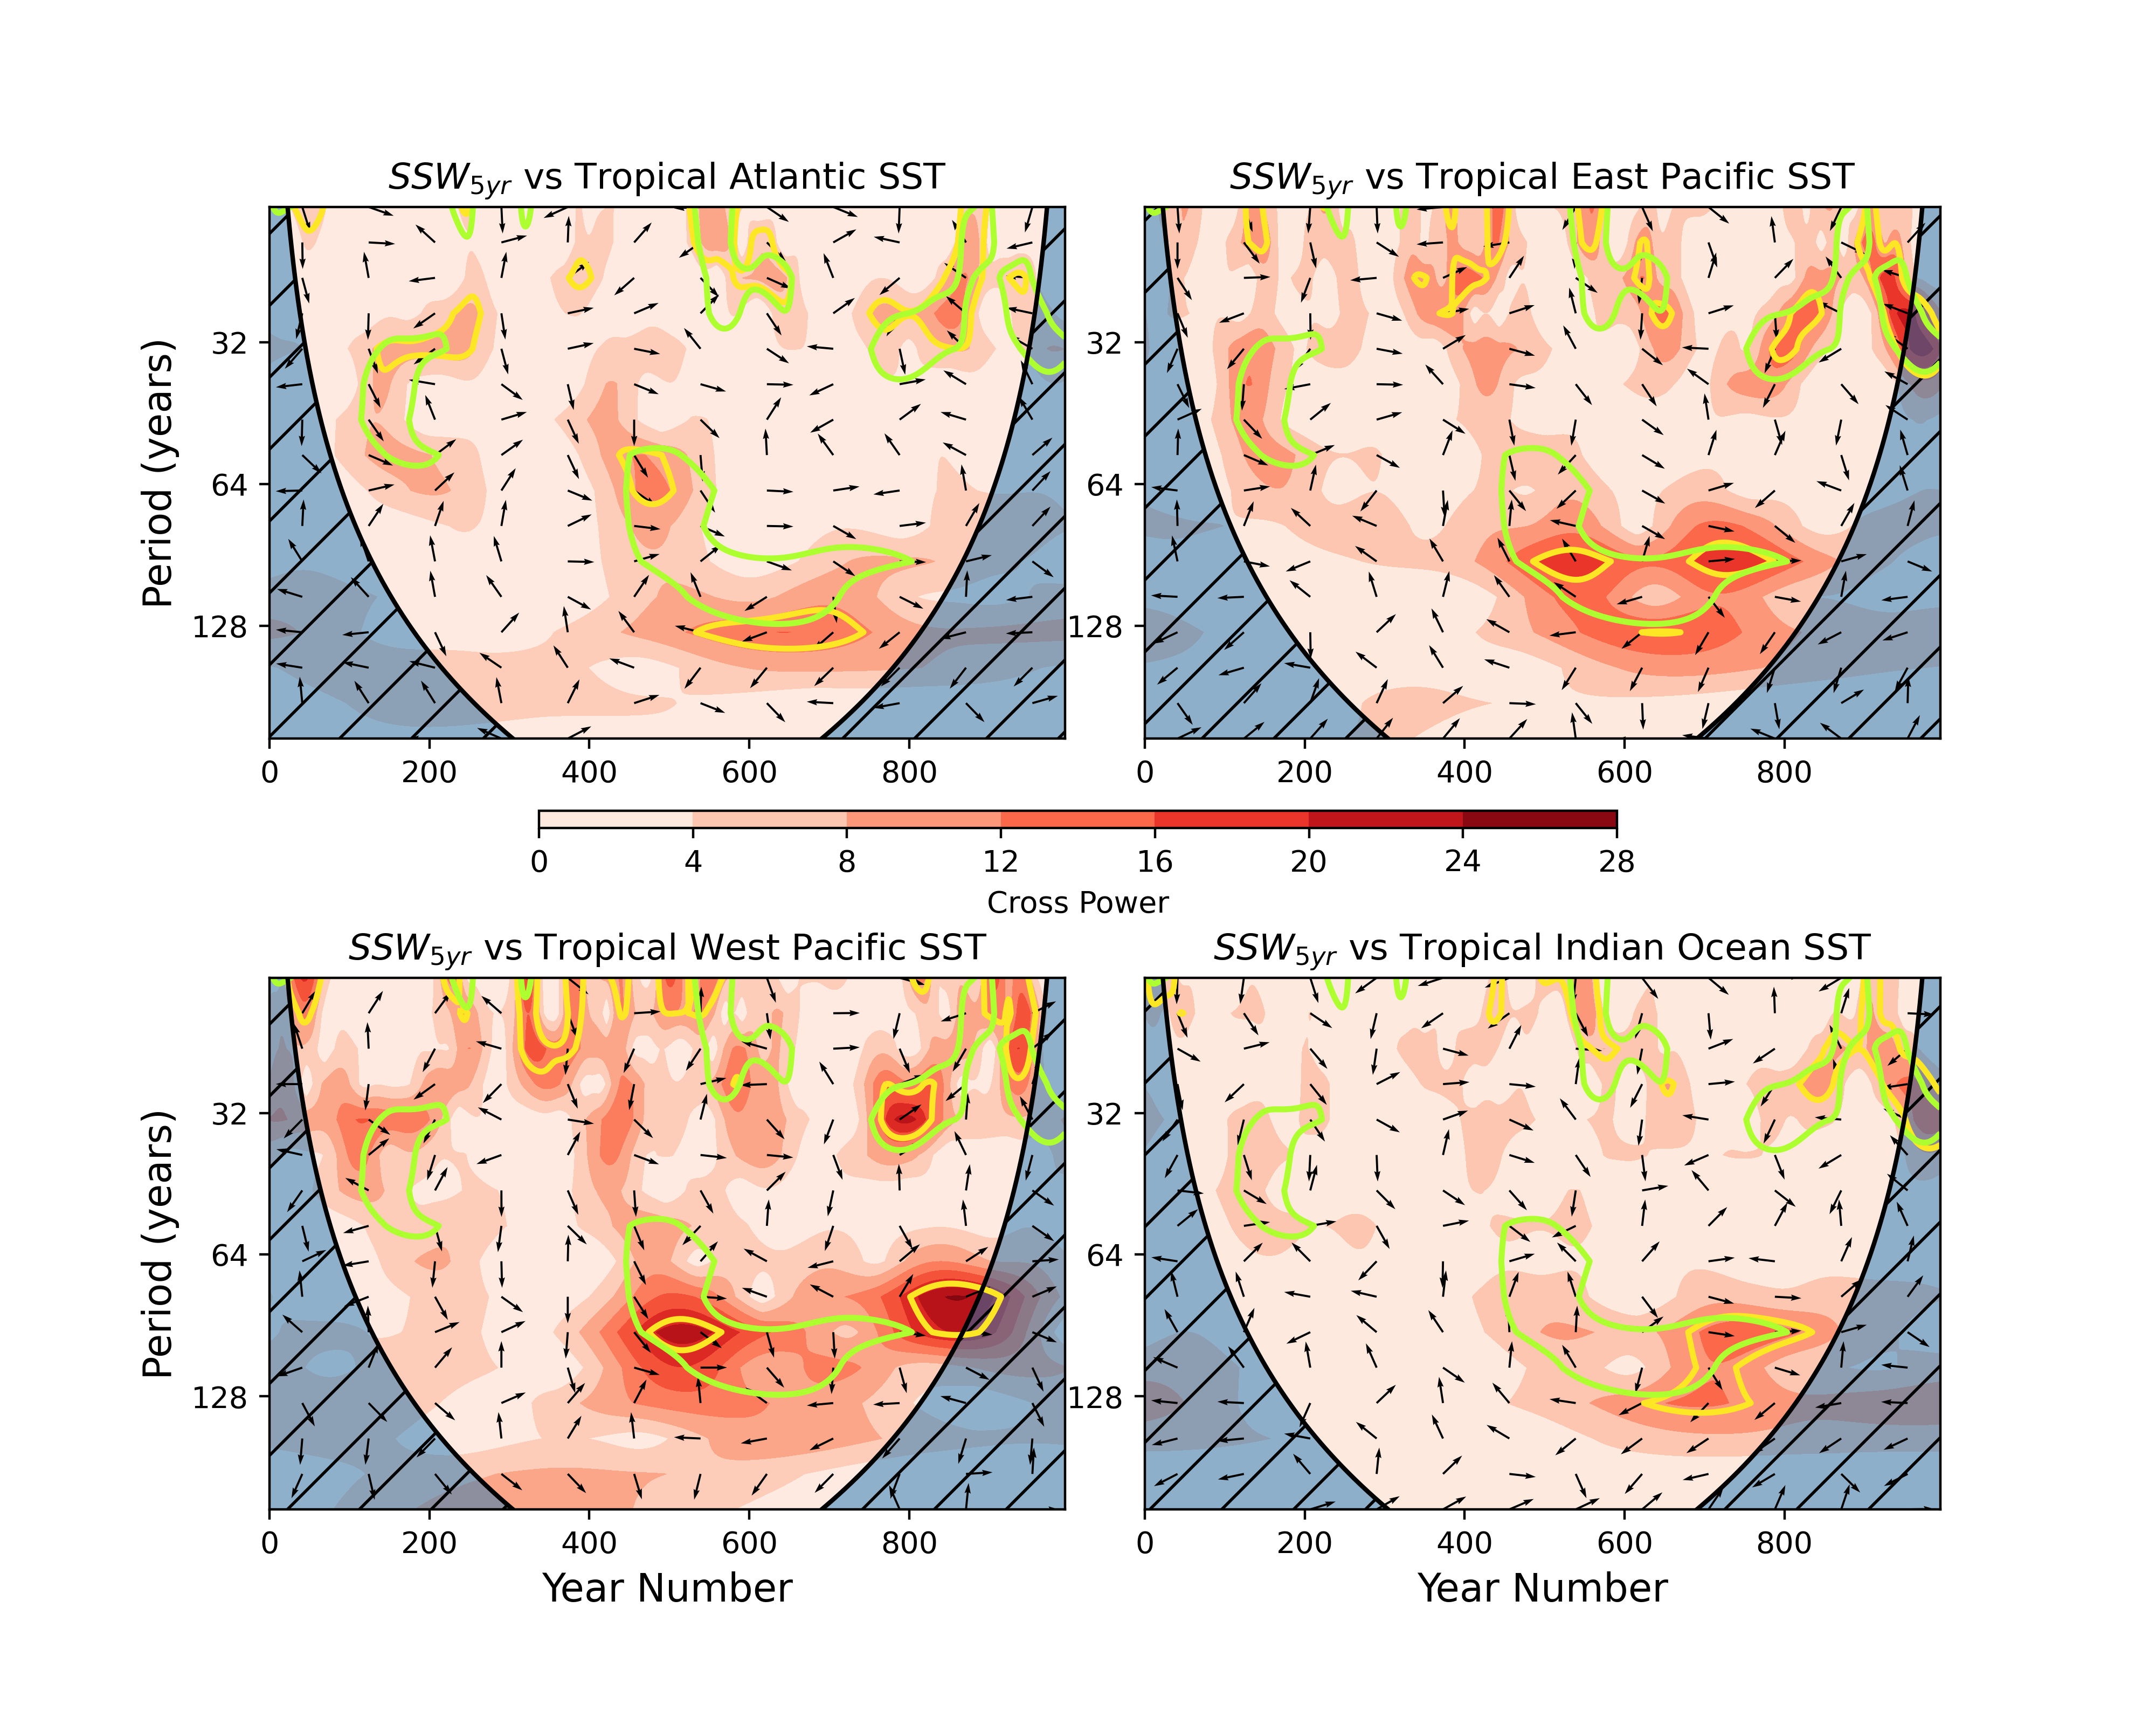 SSW5yr vs Tropical Atlantic SST
SSW5yr vs Tropical East Pacific SST
Period (years)
32
64
128
0 200 400 600 800
32
64
128
0 200 400 600 800
0 4 8 12 16 20 24 28
Cross Power
SSW5yr vs Tropical West Pacific SST
SSW5yr vs Tropical Indian Ocean SST
Period (years)
32
64
128
0 200 400 600 800
Year Number
32
64
128
0 200 400 600 800
Year Number